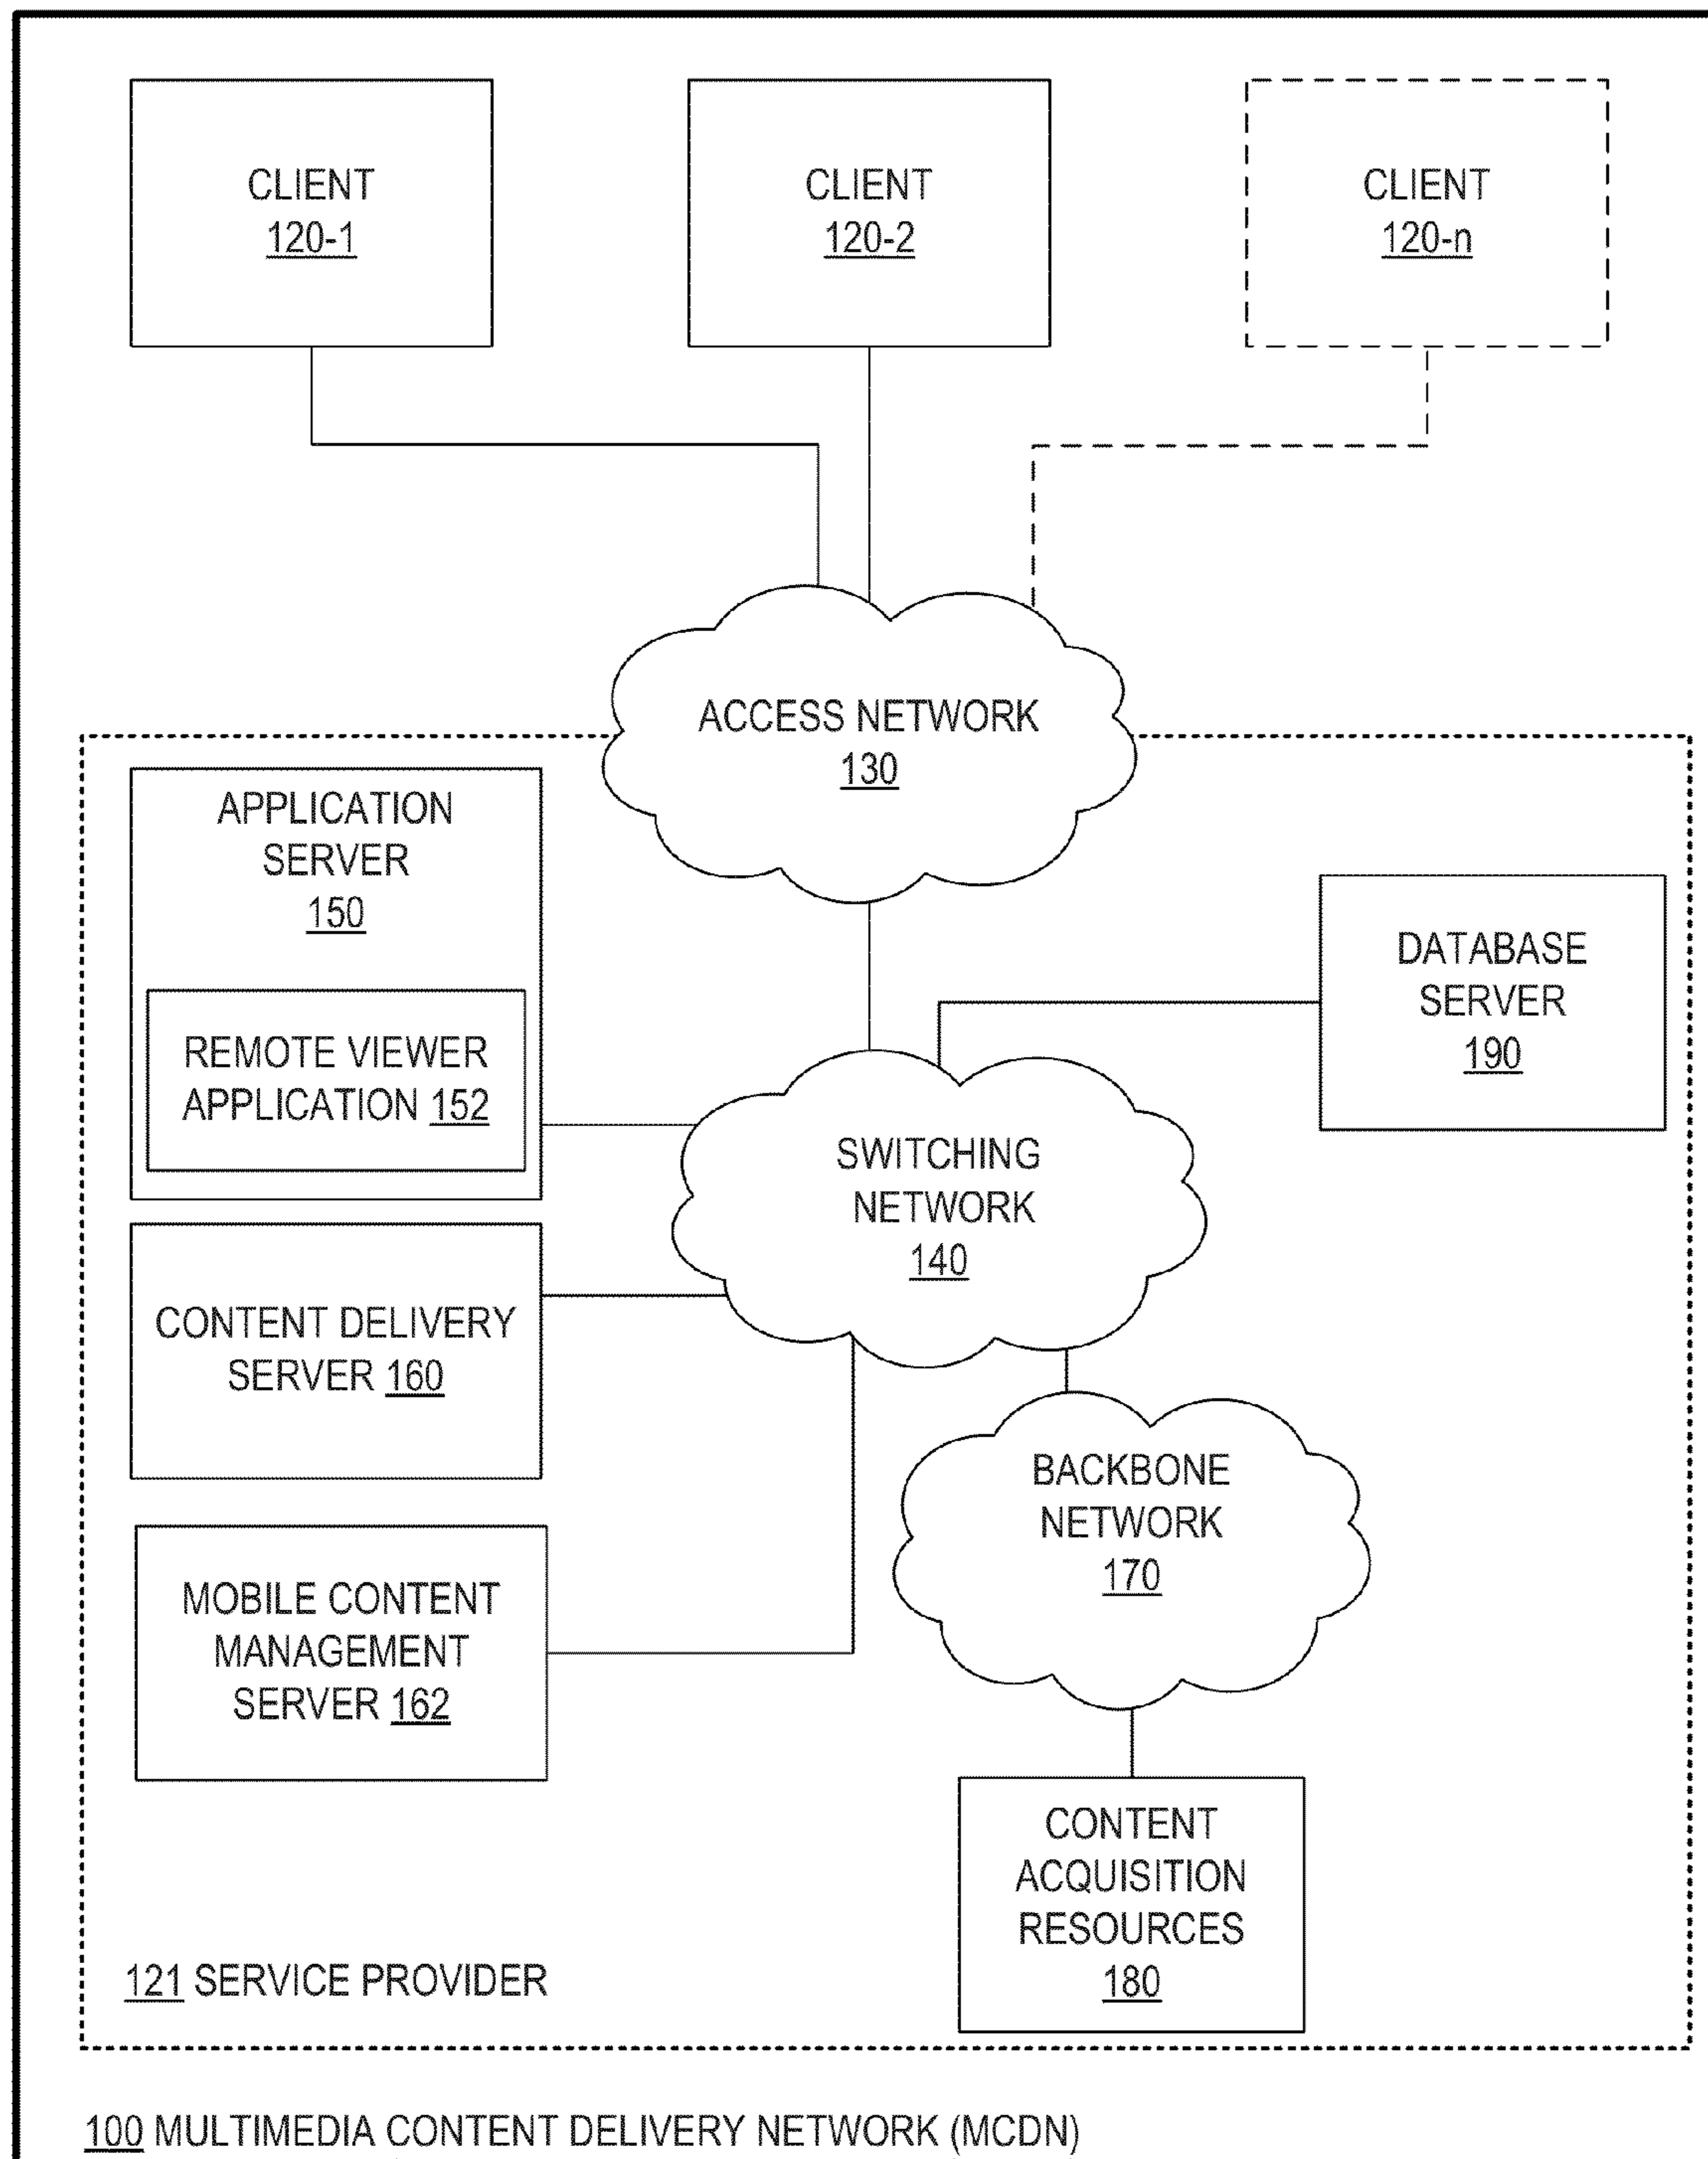 CLIENT
120-1
CLIENT
120-2
CLIENT
120-n
ACCESS NETWORK
130
APPLICATION
SERVER
150
REMOTE VIEWER
APPLICATION 152
DATABASE
SERVER
190
SWITCHING
NETWORK
140
CONTENT DELIVERY
SERVER 160
BACKBONE
NETWORK
170
MOBILE CONTENT
MANAGEMENT
SERVER 162
CONTENT
ACQUISITION
RESOURCES
180
121 SERVICE PROVIDER
100 MULTIMEDIA CONTENT DELIVERY NETWORK (MCDN)